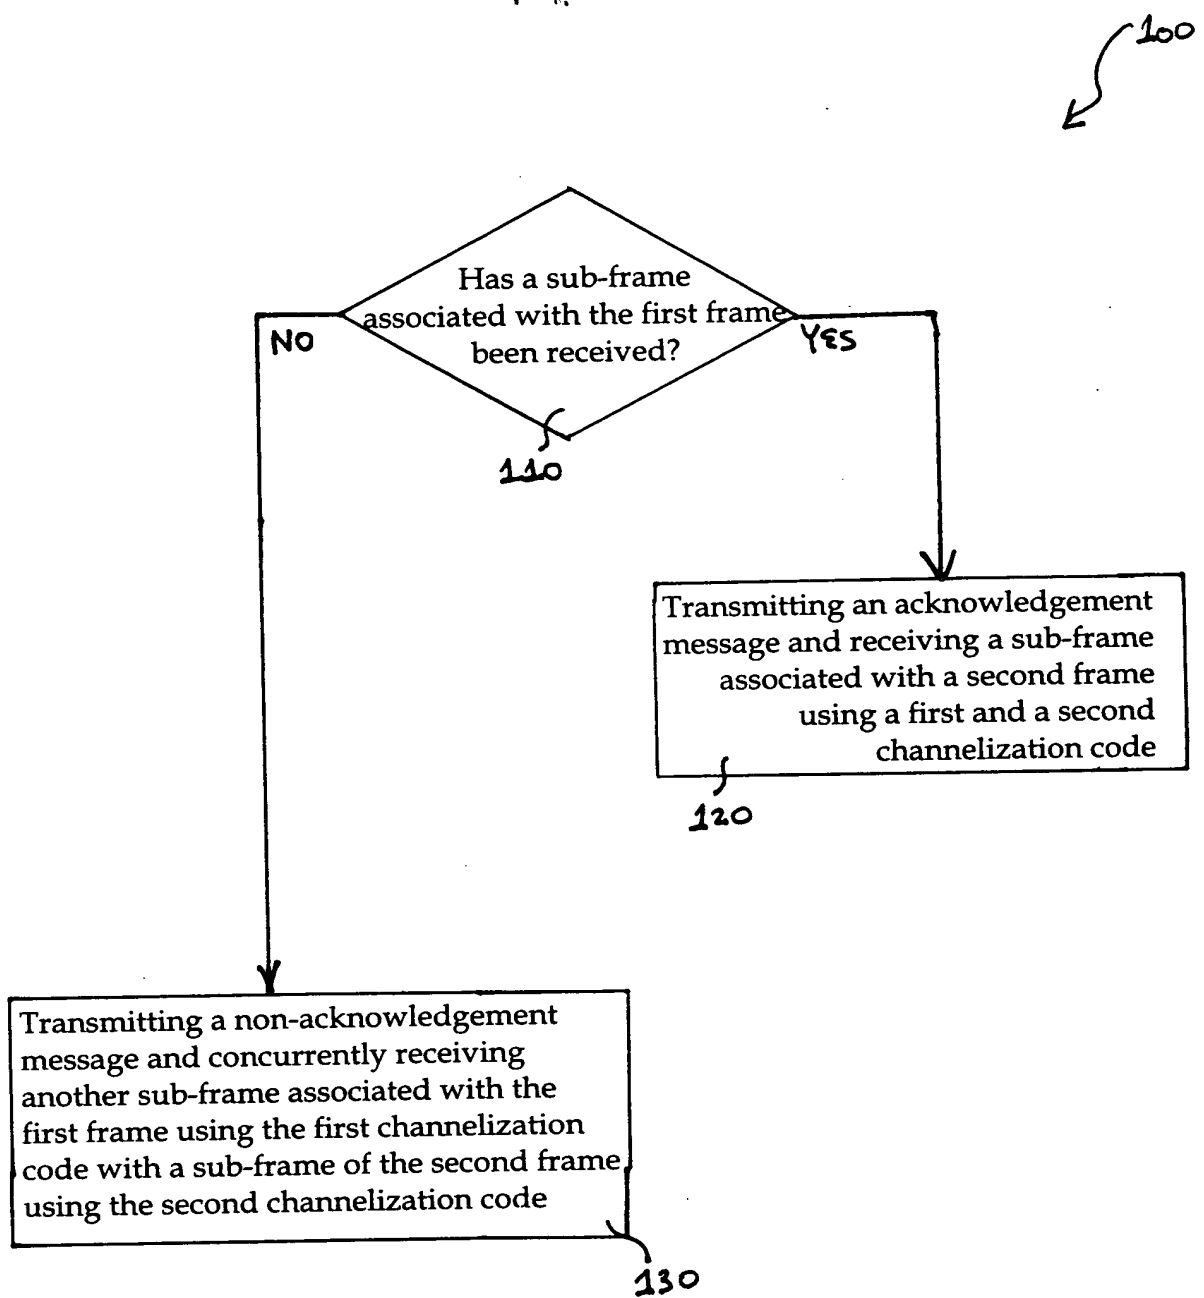 100
Has a sub-frame
associated with the first frame
been received?
NO
YES
110
Transmitting an acknowledgement
message and receiving a sub-frame
associated with a second frame
using a first and a second
channelization code
120
Transmitting a non-acknowledgement
message and concurrently receiving
another sub-frame associated with the
first frame using the first channelization
code with a sub-frame of the second frame
using the second channelization code
130